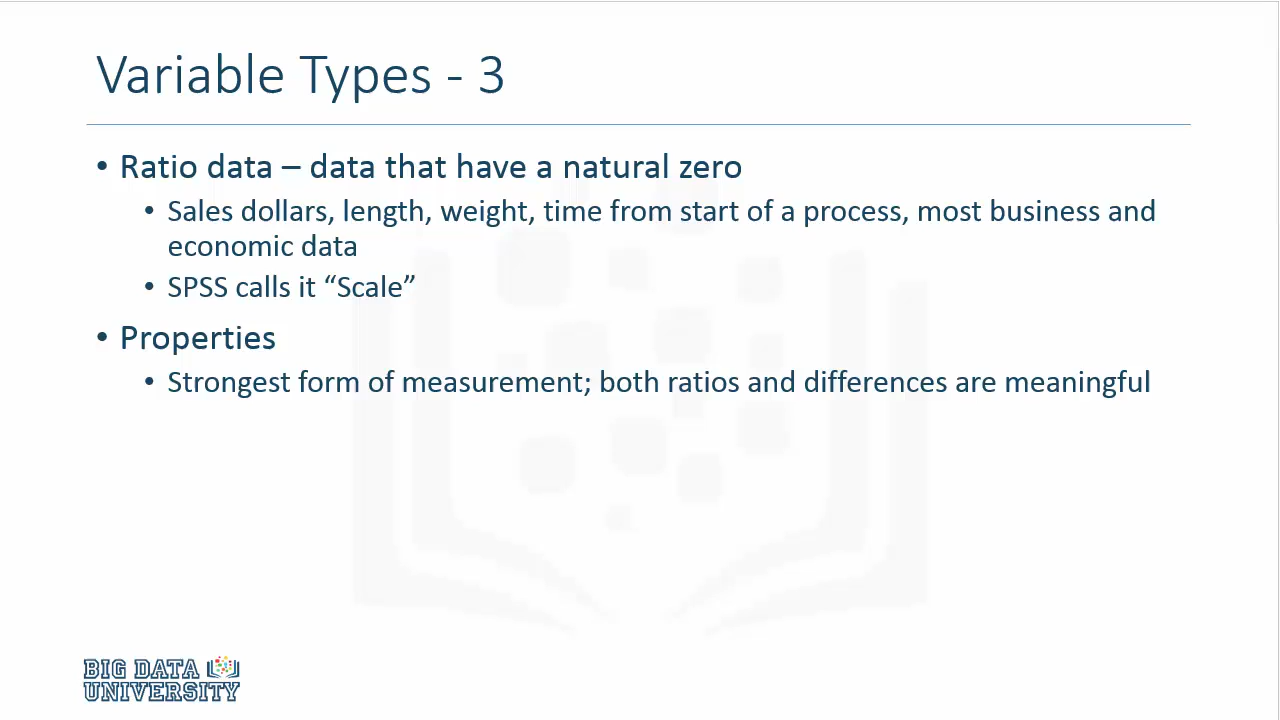 Variable Types - 3
• Ratio data – data that have a natural zero
• Sales dollars, length, weight, time from start of a process, most business and
economic data
• SPSS calls it “Scale”
• Properties
• Strongest form of measurement; both ratios and differences are meaningful
BIG DATA
UNIVERSITY